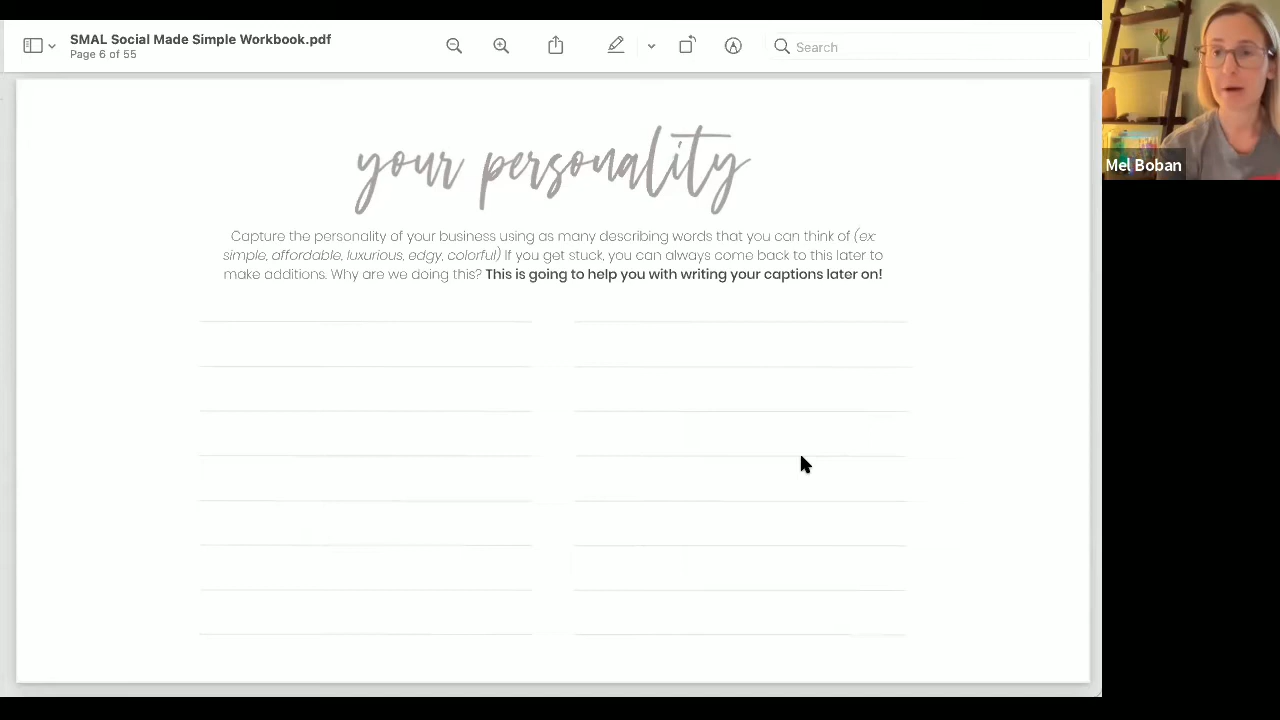 SMAL Social Made Simple Workbook.pdf
Page 6 of 55
Search
Mel Boban
your personality
Capture the personality of your business using as many describing words that you can think of (ex:
simple, affordable, luxurious, edgy, colorful) If you get stuck, you can always come back to this later to
make additions. Why are we doing this? This is going to help you with writing your captions later on!